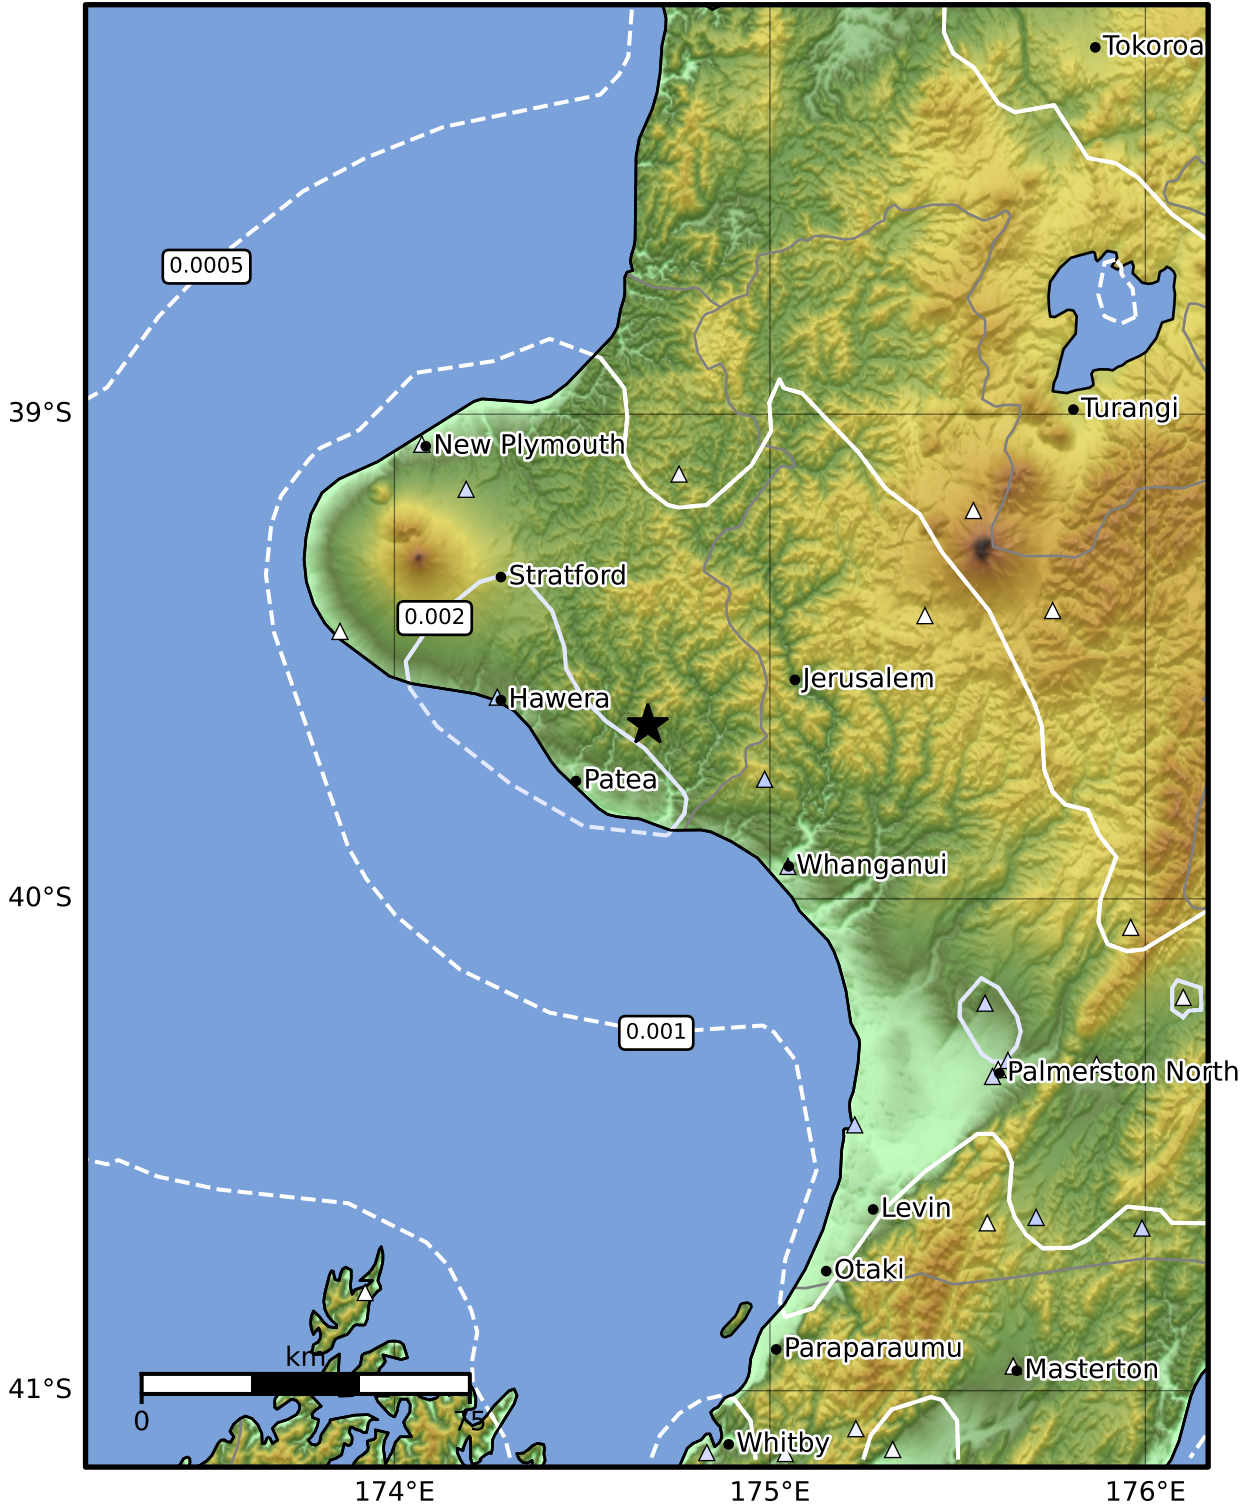 Tokoroa
0.0005
Turangi
39°S
New Plymouth
Stratford
0.002
Jerusalem
Hawera
Patea
Whanganui
40°S
0.001
Palmerston North
Levin
Otaki
Paraparaumu
km
Masterton
41°S
0
75
Whitby
174°E
175°E
176°E